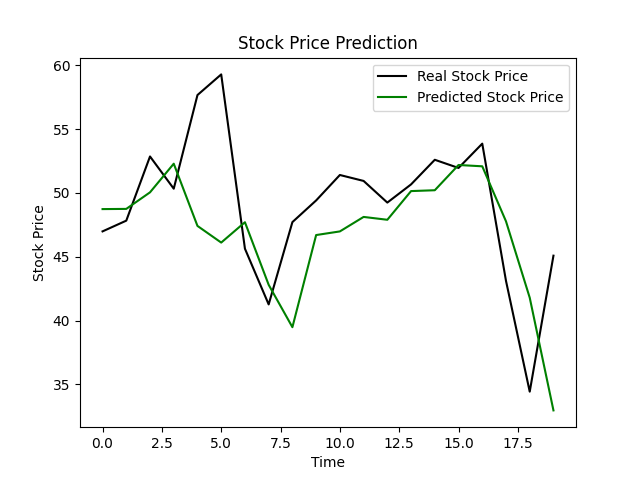 Stock Price Prediction
Real Stock Price
Predicted Stock Price
Stock Price
60
55
50
45
40
35
0.0 2.5 5.0 7.5 10.0 12.5 15.0 17.5
Time